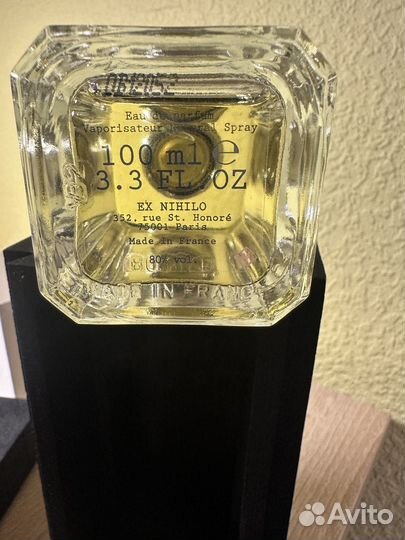 Eau de parfum
Vaporisateur Natural Spray
100 ml e
3.3 FL. OZ
EX NIHILO
352, rue St. Honoré
75001 Paris
Made in France
80% vol.
MADE IN FRANCE
Avito